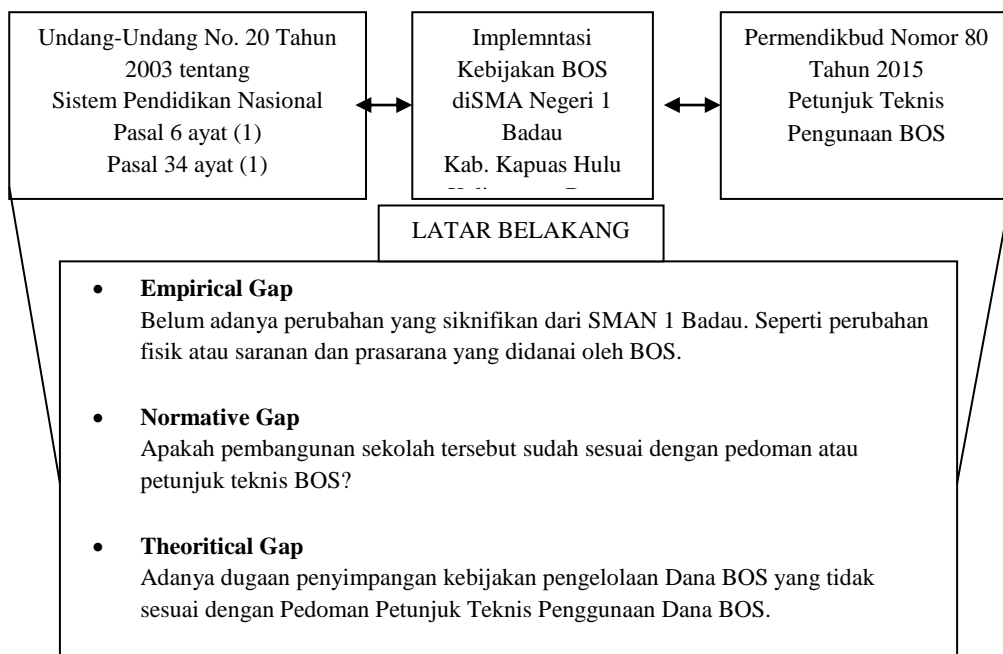 Undang-Undang No. 20 Tahun
2003 tentang
Sistem Pendidikan Nasional
Pasal 6 ayat (1)
Pasal 34 ayat (1)
Implemntasi
Kebijakan BOS
diSMA Negeri 1
Badau
Kab. Kapuas Hulu
Permendikbud Nomor 80
Tahun 2015
Petunjuk Teknis
Pengunaan BOS
LATAR BELAKANG
• Empirical Gap
Belum adanya perubahan yang siknifikan dari SMAN 1 Badau. Seperti perubahan
fisik atau saranan dan prasarana yang didanai oleh BOS.
• Normative Gap
Apakah pembangunan sekolah tersebut sudah sesuai dengan pedoman atau
petunjuk teknis BOS?
• Theoritical Gap
Adanya dugaan penyimpangan kebijakan pengelolaan Dana BOS yang tidak
sesuai dengan Pedoman Petunjuk Teknis Penggunaan Dana BOS.